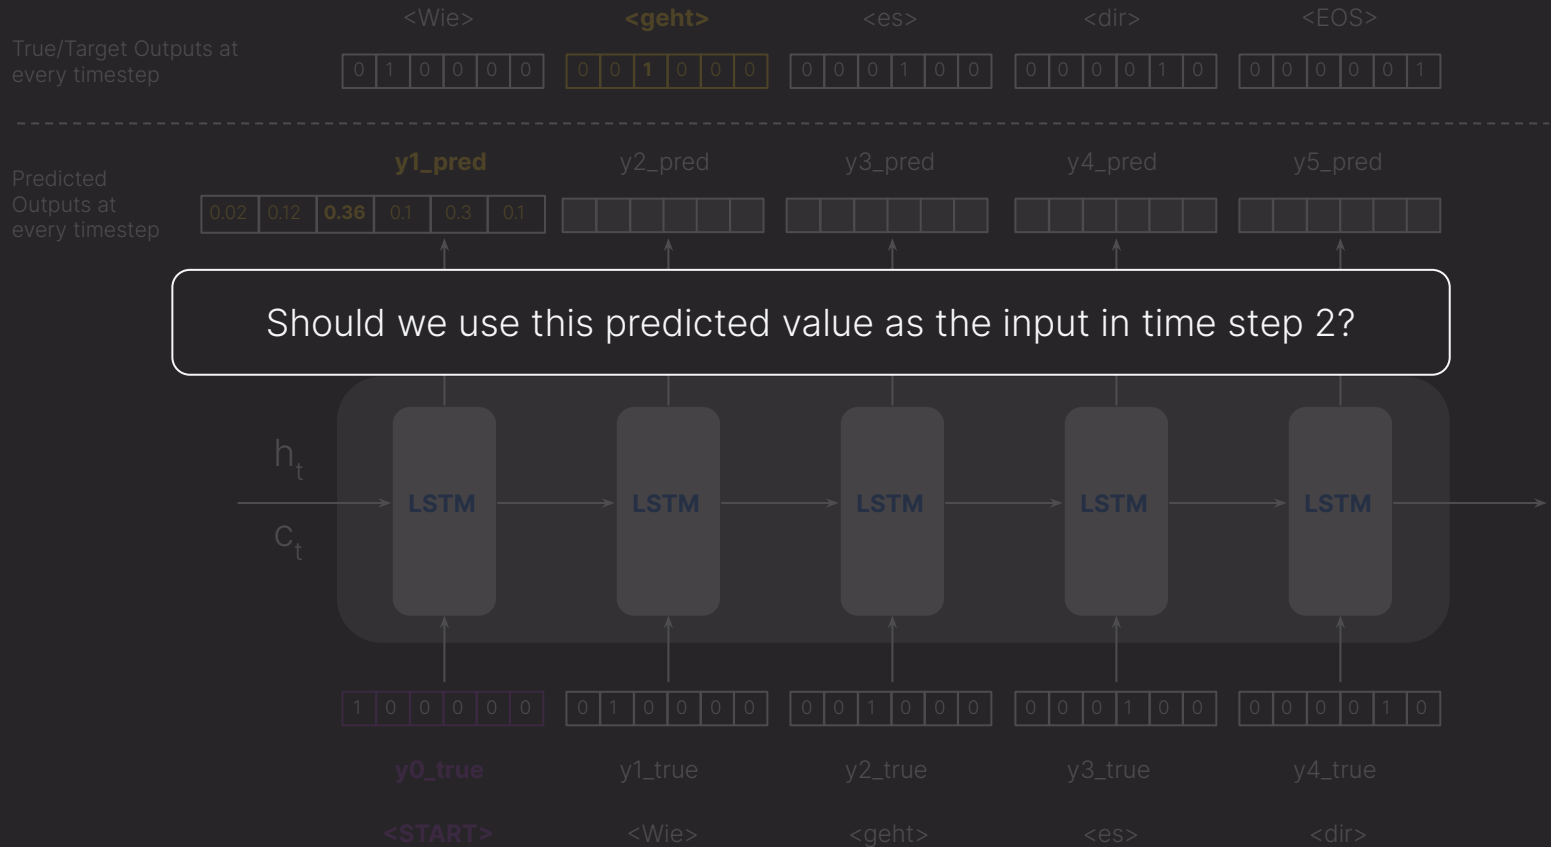 <Wie> <geht> <es> <dir> <EOS>
True/Target Outputs at
every timestep
0 1 0 0 0 0 0 0 1 0 0 0 0 0 0 1 0 0 0 0 0 0 1 0 0 0 0 0 0 1
y1_pred y2_pred y3_pred y4_pred y5_pred
Predicted
Outputs at
every timestep
0.02 0.12 0.36 0.1 0.3 0.1
Should we use this predicted value as the input in time step 2?
ht
LSTM LSTM LSTM LSTM LSTM
ct
1 0 0 0 0 0 0 1 0 0 0 0 0 0 1 0 0 0 0 0 0 1 0 0 0 0 0 0 1 0
y0_true y1_true y2_true y3_true y4_true
<START> <Wie> <geht> <es> <dir>